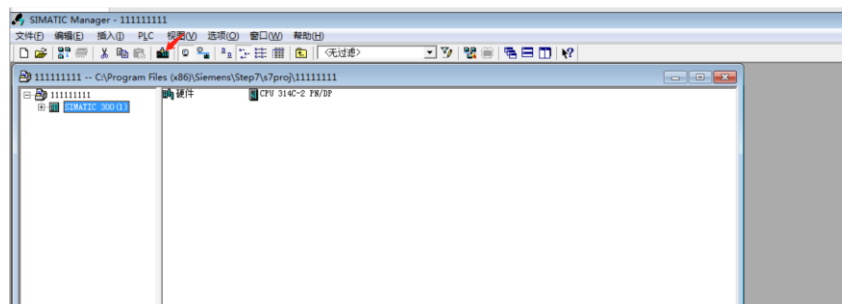 SIMATIC Manager - 111111111
文件(F) 编辑(E) 插入(I) PLC 视图(V) 选项(O) 窗口(W) 帮助(H)
<无过滤>
111111111 -- C:\Program Files (x86)\Siemens\Step7\s7proj\11111111
111111111 硬件 CPU 314C-2 PN/DP
SIMATIC 300(1)